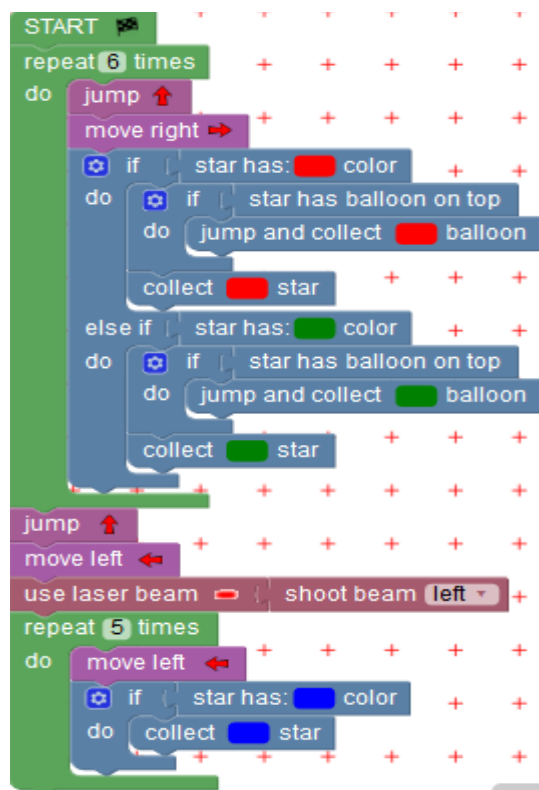 START
repeat 6 times
do jump
move right
if star has: color
do if star has balloon on top
do jump and collect balloon
collect star
else if star has: color
do if star has balloon on top
do jump and collect balloon
collect star
jump
move left
use laser beam shoot beam left
repeat 5 times
do move left
if star has: color
do collect star